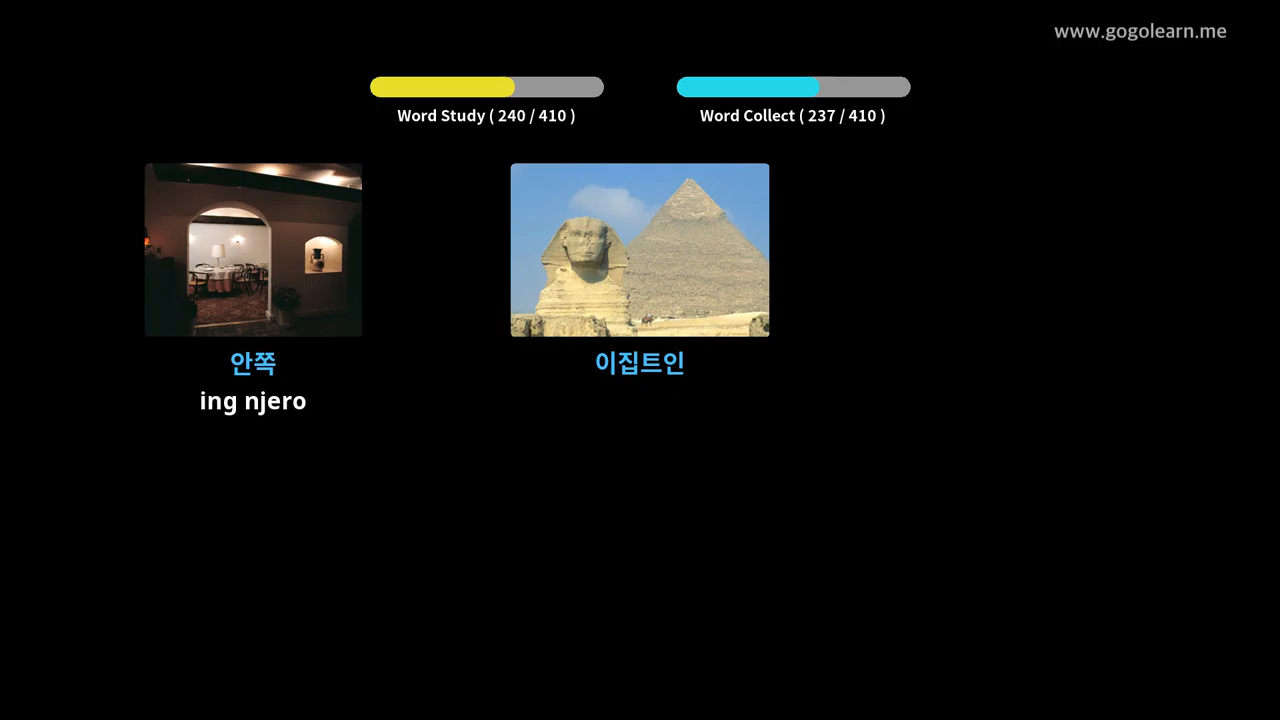 www.gogolearn.me
Word Study ( 240 / 410 )
Word Collect ( 237 / 410 )
안쪽
이집트인
ing njero